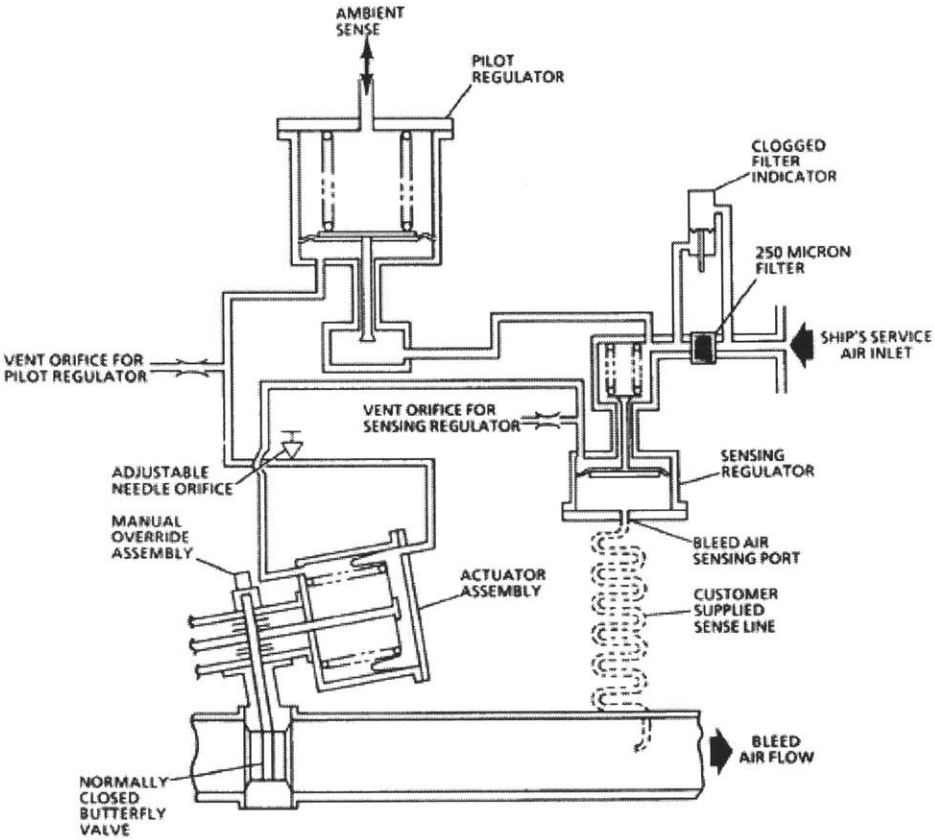 AMBIENT
SENSE
PILOT
REGULATOR
CLOGGED
FILTER
INDICATOR
250 MICRON
FILTER
SHIP'S SERVICE
AIR INLET
VENT ORIFICE FOR
PILOT REGULATOR
VENT ORIFICE FOR
SENSING REGULATOR
SENSING
REGULATOR
ADJUSTABLE
NEEDLE ORIFICE
MANUAL
OVERRIDE
ASSEMBLY
BLEED AIR
SENSING PORT
ACTUATOR
ASSEMBLY
CUSTOMER
SUPPLIED
SENSE LINE
BLEED
AIR FLOW
NORMALLY
CLOSED
BUTTERFLY
VALVE